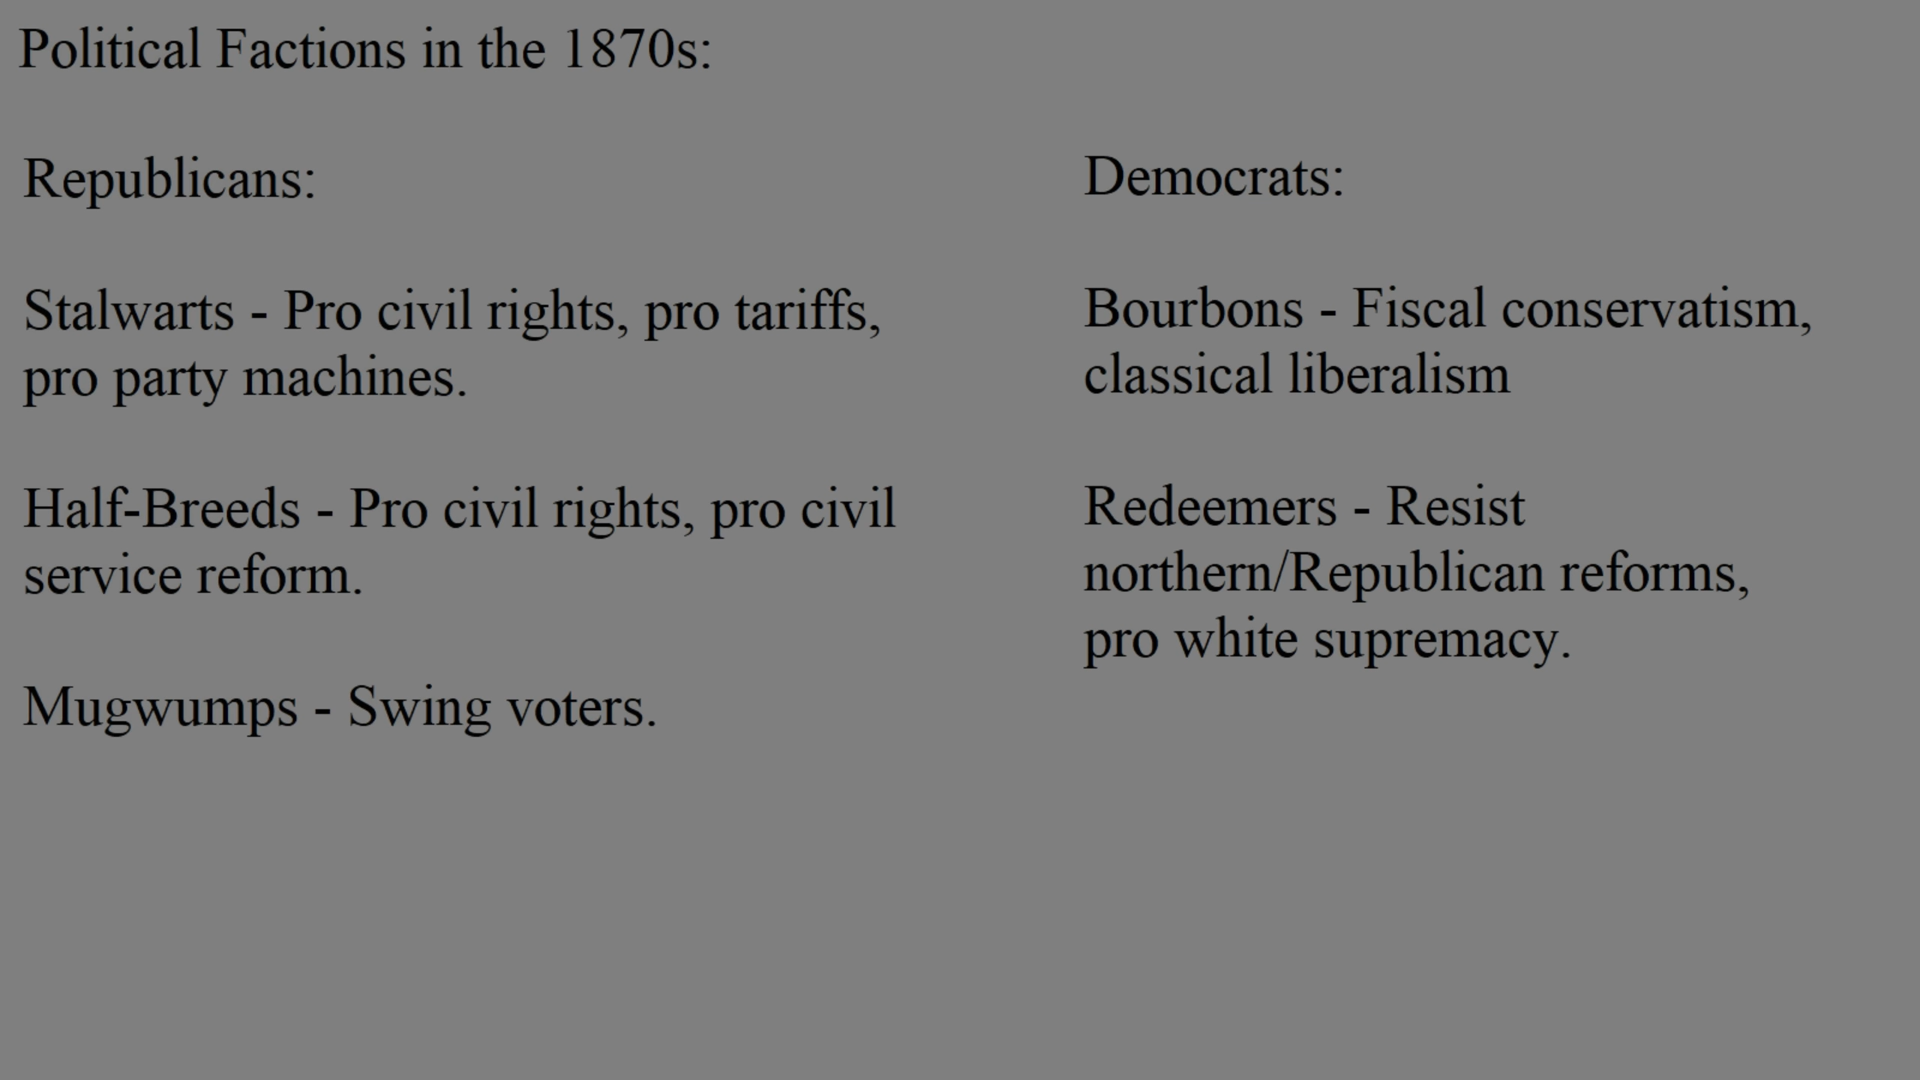 Political Factions in the 1870s:
Republicans:
Stalwarts - Pro civil rights, pro tariffs,
pro party machines.
Half-Breeds - Pro civil rights, pro civil
service reform.
Mugwumps - Swing voters.
Democrats:
Bourbons - Fiscal conservatism,
classical liberalism
Redeemers - Resist
northern/Republican reforms,
pro white supremacy.